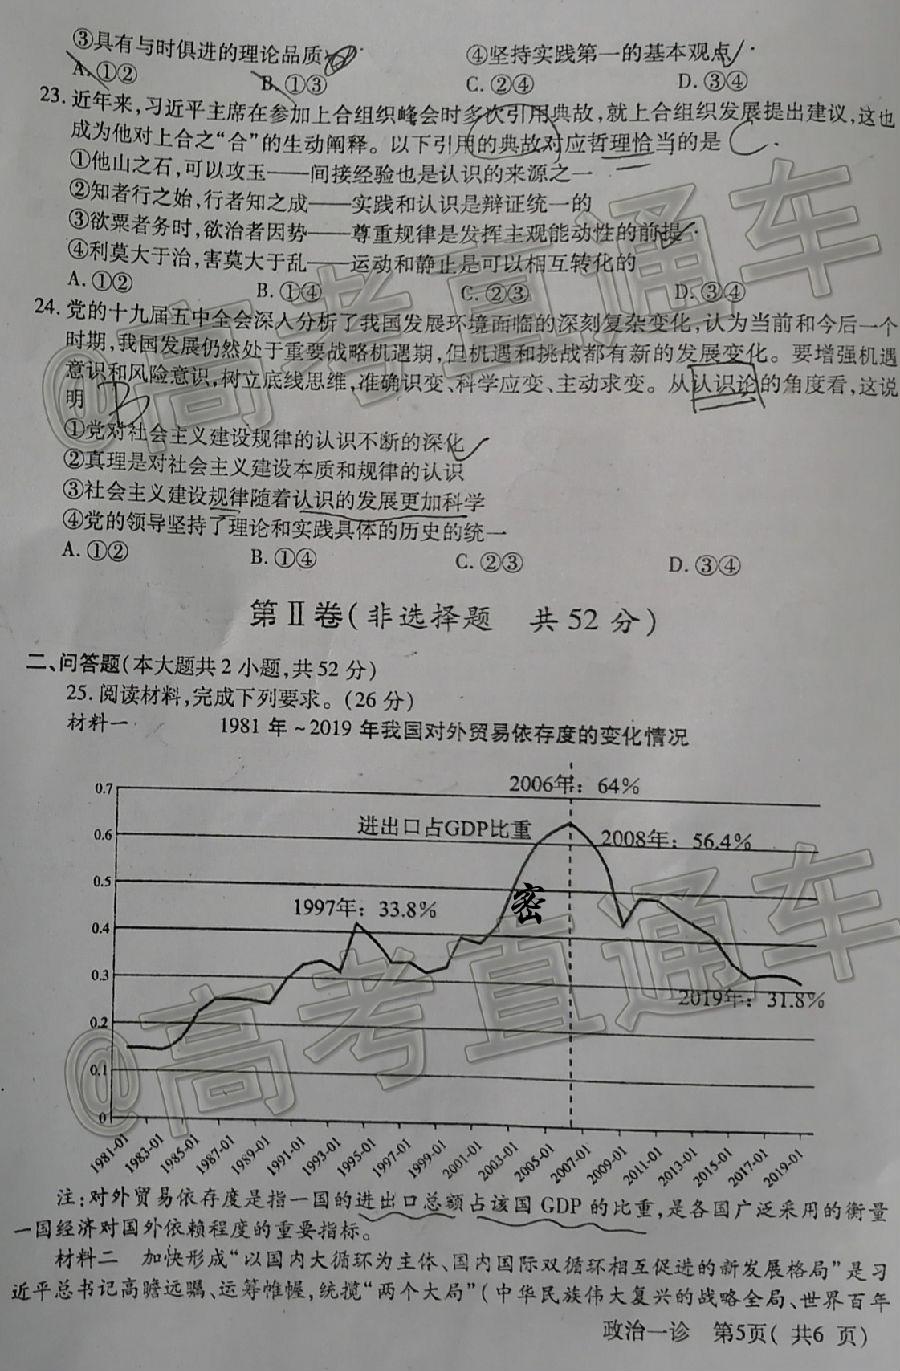 ③具有与时俱进的理论品质
④坚持实践第一的基本观点
A. ①② B. ①③ C. ②④ D. ③④
23. 近年来,习近平主席在参加上合组织峰会时多次引用典故,就上合组织发展提出建议,这也
成为他对上合之“合”的生动阐释。以下引用的典故对应哲理恰当的是
①他山之石,可以攻玉——间接经验也是认识的来源之一
②知者行之始,行者知之成——实践和认识是辩证统一的
③欲粟者务时,欲治者因势——尊重规律是发挥主观能动性的前提
④利莫大于治,害莫大于乱——运动和静止是可以相互转化的
A. ①② B. ①④ C. ②③ D. ③④
24. 党的十九届五中全会深入分析了我国发展环境面临的深刻复杂变化,认为当前和今后一个
时期,我国发展仍然处于重要战略机遇期,但机遇和挑战都有新的发展变化。要增强机遇
意识和风险意识,树立底线思维,准确识变、科学应变、主动求变。从认识论的角度看,这说
明 B
①党对社会主义建设规律的认识不断的深化
②真理是对社会主义建设本质和规律的认识
③社会主义建设规律随着认识的发展更加科学
④党的领导坚持了理论和实践具体的历史的统一
A. ①② B. ①④ C. ②③ D. ③④
第Ⅱ卷(非选择题 共52分)
二、问答题(本大题共2小题,共52分)
25. 阅读材料,完成下列要求。(26分)
材料一 1981年~2019年我国对外贸易依存度的变化情况
2006年:64%
0.7
进出口占GDP比重
0.6
2008年:56.4%
0.5
密
1997年:33.8%
0.4
0.3
2019年:31.8%
0.2
0.1
0
1981-01 1983-01 1985-01 1987-01 1989-01 1991-01 1993-01 1995-01 1997-01 1999-01 2001-01 2003-01 2005-01 2007-01 2009-01 2011-01 2013-01 2015-01 2017-01 2019-01
注:对外贸易依存度是指一国的进出口总额占该国GDP的比重,是各国广泛采用的衡量
一国经济对国外依赖程度的重要指标。
材料二 加快形成“以国内大循环为主体、国内国际双循环相互促进的新发展格局”是习
近平总书记高瞻远瞩、运筹帷幄,统揽“两个大局”(中华民族伟大复兴的战略全局、世界百年
政治一诊 第5页(共6页)
@高考直通车
@高考直通车